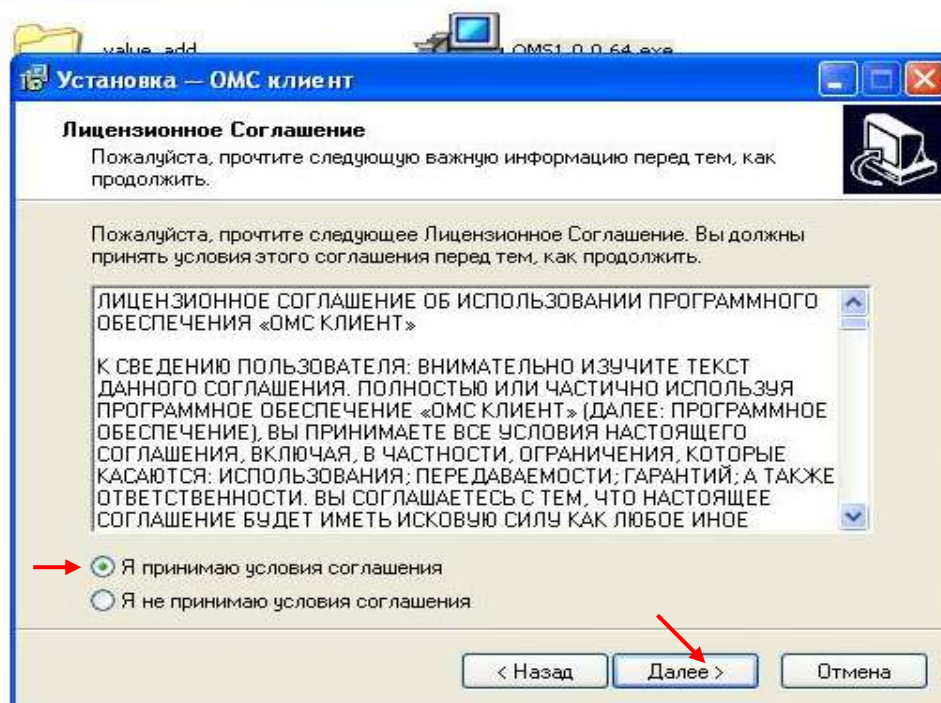 value_add
OMS1.0.0.64.exe
Установка — ОМС клиент
Лицензионное Соглашение
Пожалуйста, прочтите следующую важную информацию перед тем, как
продолжить.
Пожалуйста, прочтите следующее Лицензионное Соглашение. Вы должны
принять условия этого соглашения перед тем, как продолжить.
ЛИЦЕНЗИОННОЕ СОГЛАШЕНИЕ ОБ ИСПОЛЬЗОВАНИИ ПРОГРАММНОГО
ОБЕСПЕЧЕНИЯ «ОМС КЛИЕНТ»
К СВЕДЕНИЮ ПОЛЬЗОВАТЕЛЯ: ВНИМАТЕЛЬНО ИЗУЧИТЕ ТЕКСТ
ДАННОГО СОГЛАШЕНИЯ. ПОЛНОСТЬЮ ИЛИ ЧАСТИЧНО ИСПОЛЬЗУЯ
ПРОГРАММНОЕ ОБЕСПЕЧЕНИЕ «ОМС КЛИЕНТ» (ДАЛЕЕ: ПРОГРАММНОЕ
ОБЕСПЕЧЕНИЕ), ВЫ ПРИНИМАЕТЕ ВСЕ УСЛОВИЯ НАСТОЯЩЕГО
СОГЛАШЕНИЯ, ВКЛЮЧАЯ, В ЧАСТНОСТИ, ОГРАНИЧЕНИЯ, КОТОРЫЕ
КАСАЮТСЯ: ИСПОЛЬЗОВАНИЯ; ПЕРЕДАВАЕМОСТИ; ГАРАНТИЙ; А ТАКЖЕ
ОТВЕТСТВЕННОСТИ. ВЫ СОГЛАШАЕТЕСЬ С ТЕМ, ЧТО НАСТОЯЩЕЕ
СОГЛАШЕНИЕ БУДЕТ ИМЕТЬ ИСКОВУЮ СИЛУ КАК ЛЮБОЕ ИНОЕ
Я принимаю условия соглашения
Я не принимаю условия соглашения
< Назад
Далее >
Отмена